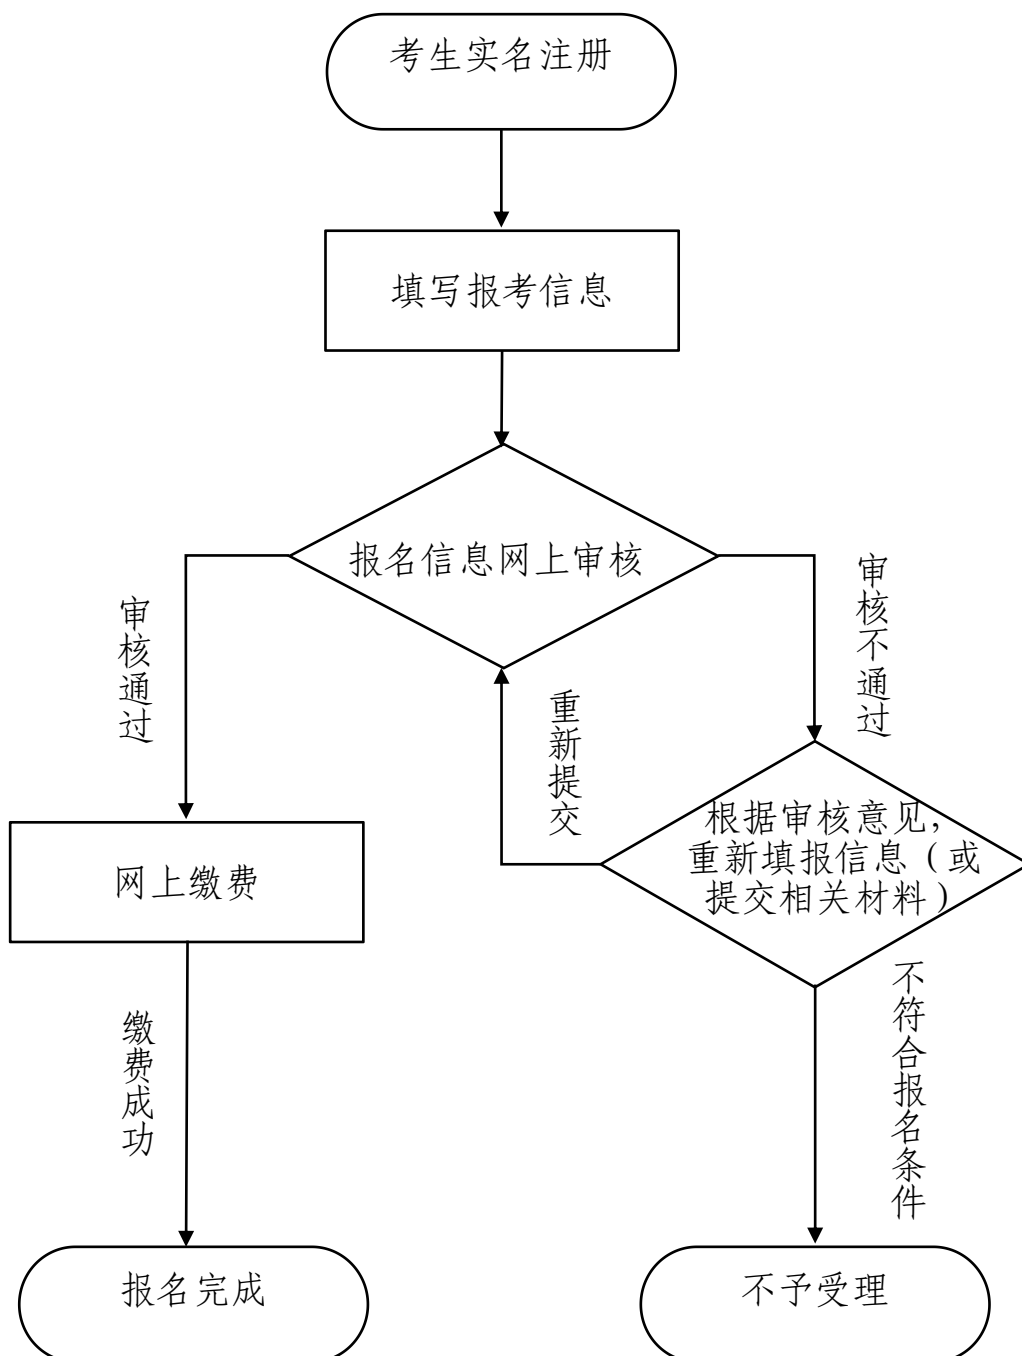 考生实名注册
填写报考信息
报名信息网上审核
审核通过
审核不通过
重新提交
根据审核意见，
重新填报信息（或
提交相关材料）
网上缴费
缴费成功
不符合报名条件
报名完成
不予受理